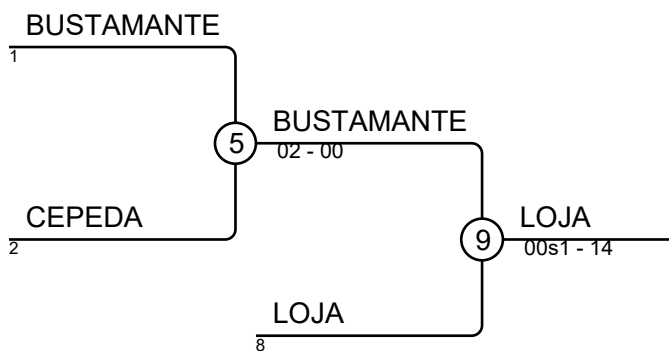 BUSTAMANTE
1
5
BUSTAMANTE
02 - 00
CEPEDA
2
9
LOJA
00s1 - 14
LOJA
8